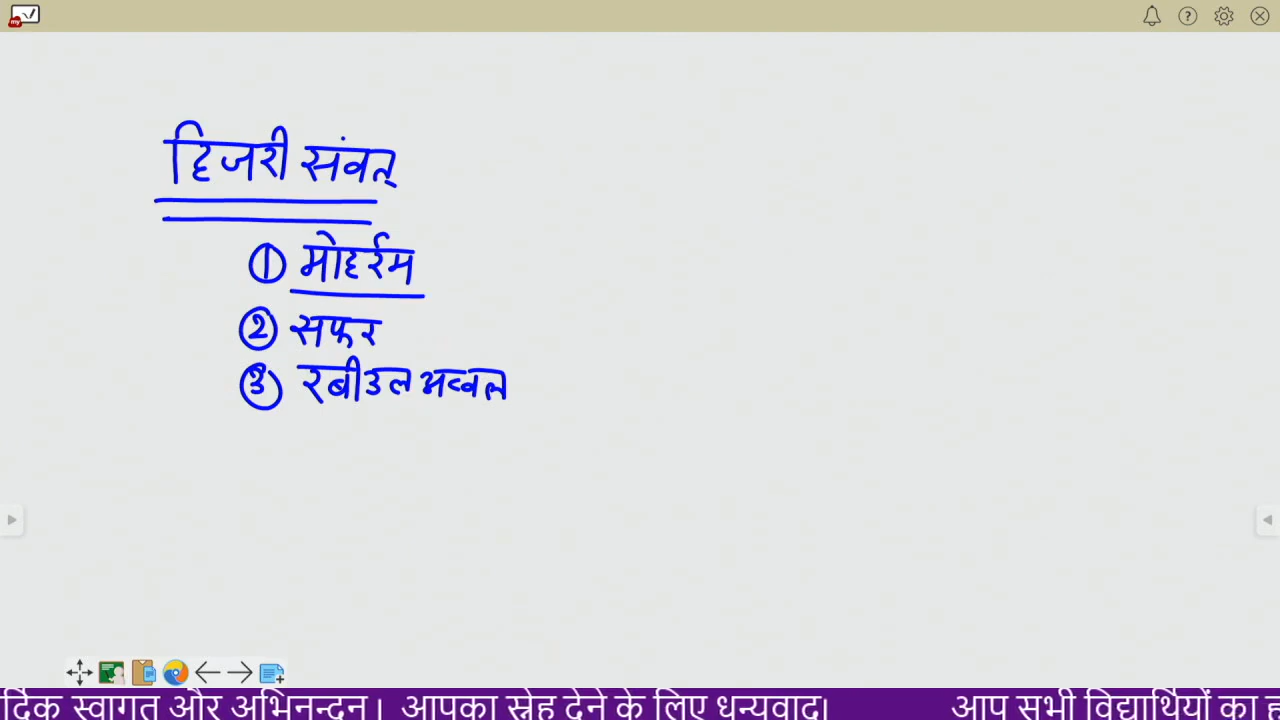 हिजरी संवत्
① मोहर्रम
② सफर
③ रबीउल अव्वल
र्दिक स्वागत और अभिनन्दन। आपका स्नेह देने के लिए धन्यवाद। आप सभी विद्यार्थियों का ह